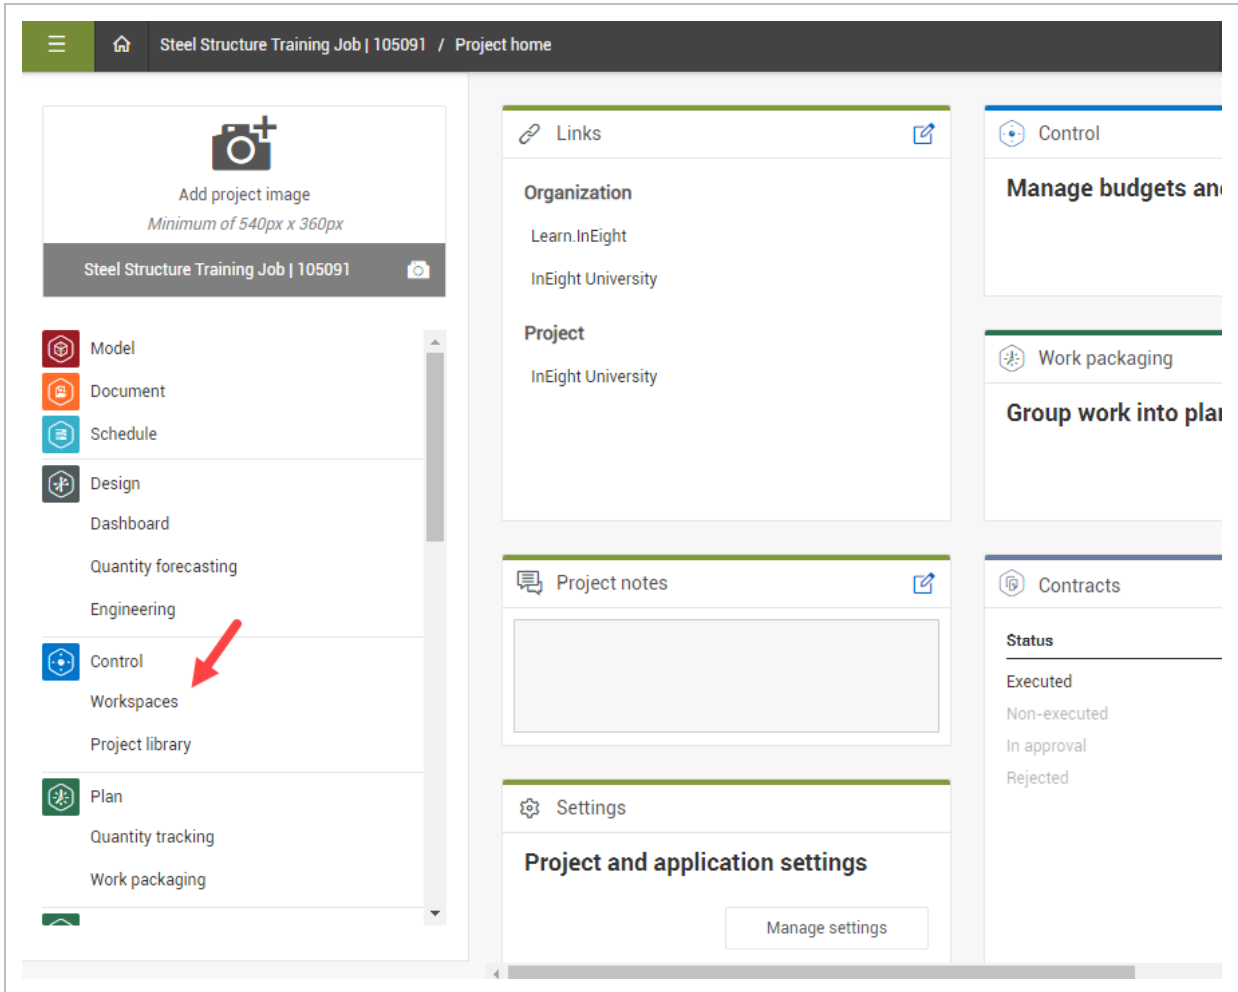 Steel Structure Training Job | 105091 / Project home
Add project image
Minimum of 540px x 360px
Steel Structure Training Job | 105091
Model
Document
Schedule
Design
Dashboard
Quantity forecasting
Engineering
Control
Workspaces
Project library
Plan
Quantity tracking
Work packaging
Links
Organization
Learn.InEight
InEight University
Project
InEight University
Project notes
Settings
Project and application settings
Manage settings
Control
Manage budgets and
Work packaging
Group work into plan
Contracts
Status
Executed
Non-executed
In approval
Rejected